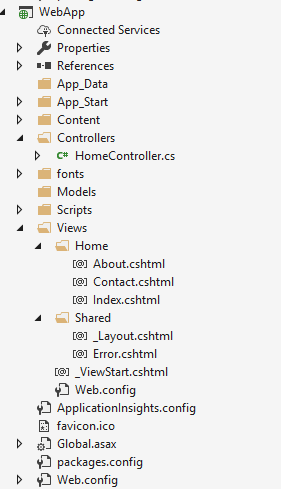 WebApp
Connected Services
Properties
References
App_Data
App_Start
Content
Controllers
C# HomeController.cs
fonts
Models
Scripts
Views
Home
[@] About.cshtml
[@] Contact.cshtml
[@] Index.cshtml
Shared
[@] _Layout.cshtml
[@] Error.cshtml
[@] _ViewStart.cshtml
Web.config
ApplicationInsights.config
favicon.ico
Global.asax
packages.config
Web.config